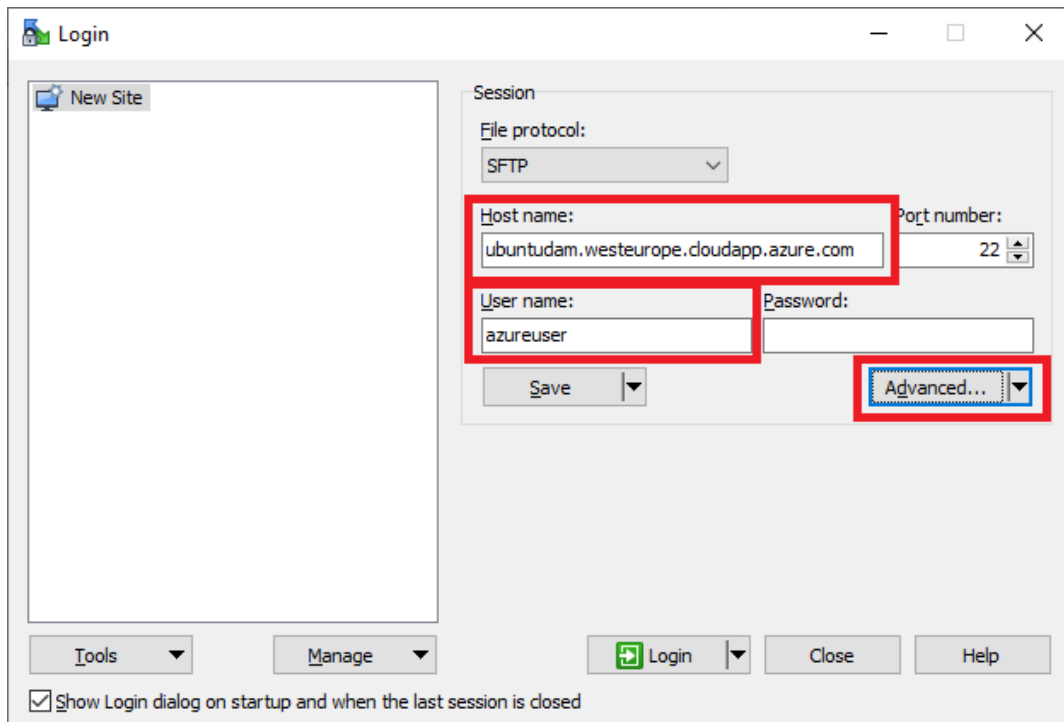 Login
New Site
Session
File protocol:
SFTP
Host name:
Port number:
ubuntudam.westeurope.cloudapp.azure.com
22
User name:
Password:
azureuser
Save
Advanced...
Tools
Manage
Login
Close
Help
Show Login dialog on startup and when the last session is closed